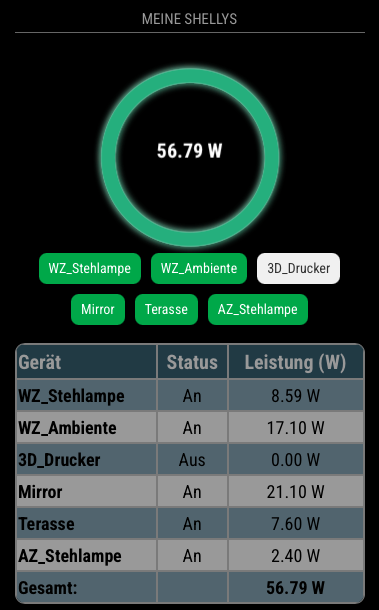 MEINE SHELLYS
56.79 W
WZ_Stehlampe WZ_Ambiente 3D_Drucker
Mirror Terasse AZ_Stehlampe
Gerät Status Leistung (W)
WZ_Stehlampe An 8.59 W
WZ_Ambiente An 17.10 W
3D_Drucker Aus 0.00 W
Mirror An 21.10 W
Terasse An 7.60 W
AZ_Stehlampe An 2.40 W
Gesamt: 56.79 W